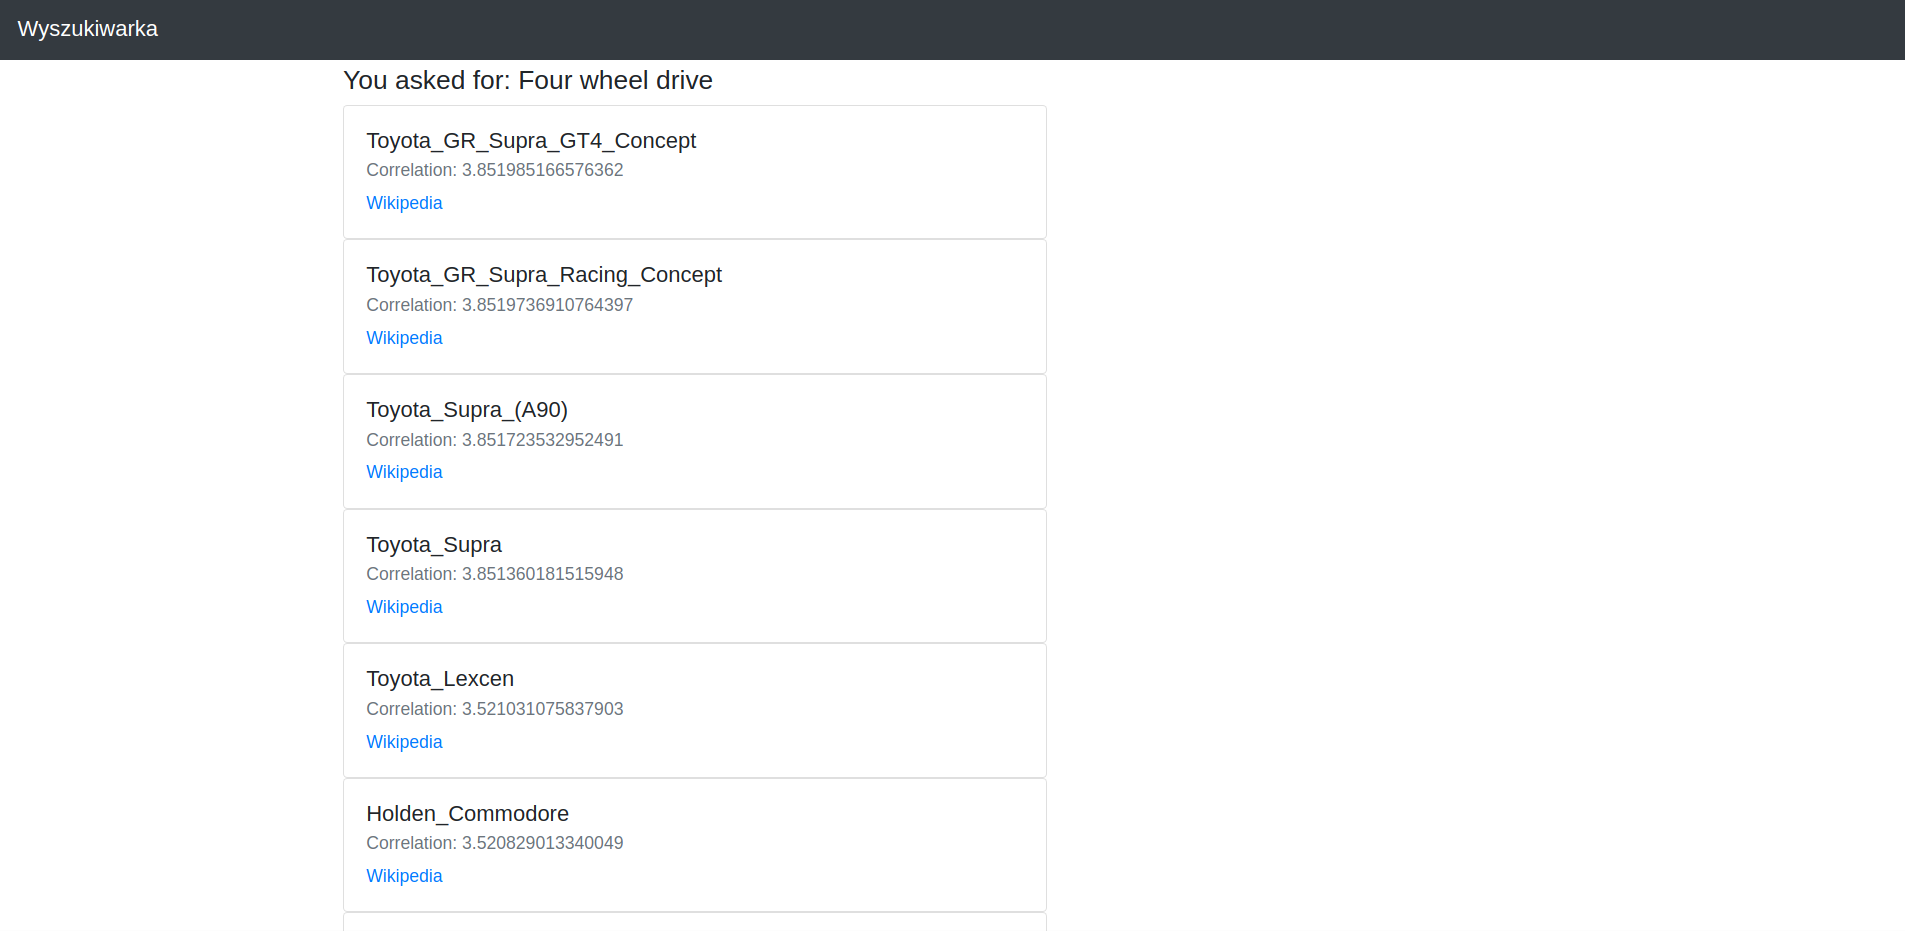 Wyszukiwarka
You asked for: Four wheel drive
Toyota_GR_Supra_GT4_Concept
Correlation: 3.851985166576362
Wikipedia
Toyota_GR_Supra_Racing_Concept
Correlation: 3.8519736910764397
Wikipedia
Toyota_Supra_(A90)
Correlation: 3.851723532952491
Wikipedia
Toyota_Supra
Correlation: 3.851360181515948
Wikipedia
Toyota_Lexcen
Correlation: 3.521031075837903
Wikipedia
Holden_Commodore
Correlation: 3.520829013340049
Wikipedia